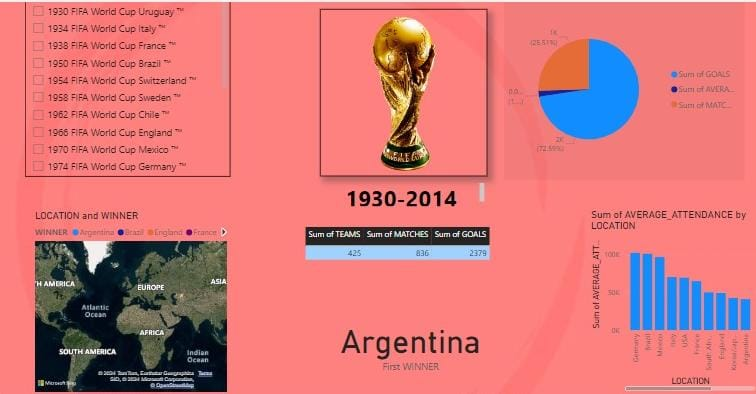 1930 FIFA World Cup Uruguay ™
1934 FIFA World Cup Italy ™
1938 FIFA World Cup France ™
1950 FIFA World Cup Brazil ™
1954 FIFA World Cup Switzerland ™
1958 FIFA World Cup Sweden ™
1962 FIFA World Cup Chile ™
1966 FIFA World Cup England ™
1970 FIFA World Cup Mexico ™
1974 FIFA World Cup Germany ™
FIFA
WORLD CUP
1930-2014
Sum of TEAMS Sum of MATCHES Sum of GOALS
425 836 2379
Argentina
First WINNER
1K
(25.51%)
0.0...
(1....)
2K
(72.59%)
Sum of GOALS
Sum of AVERA...
Sum of MATC...
LOCATION and WINNER
WINNER Argentina Brazil England France
H AMERICA
EUROPE
ASIA
Atlantic
Ocean
AFRICA
SOUTH AMERICA
Indian
Ocean
Microsoft Bing
© 2024 TomTom, Earthstar Geographics
SIO, © 2024 Microsoft Corporation,
© OpenStreetMap
Terms
Sum of AVERAGE_ATTENDANCE by
LOCATION
Sum of AVERAGE_ATT...
100K
50K
0K
Germany
Brazil
Mexico
Italy
USA
France
South Afri...
England
Korea/Jap...
Argentina
LOCATION